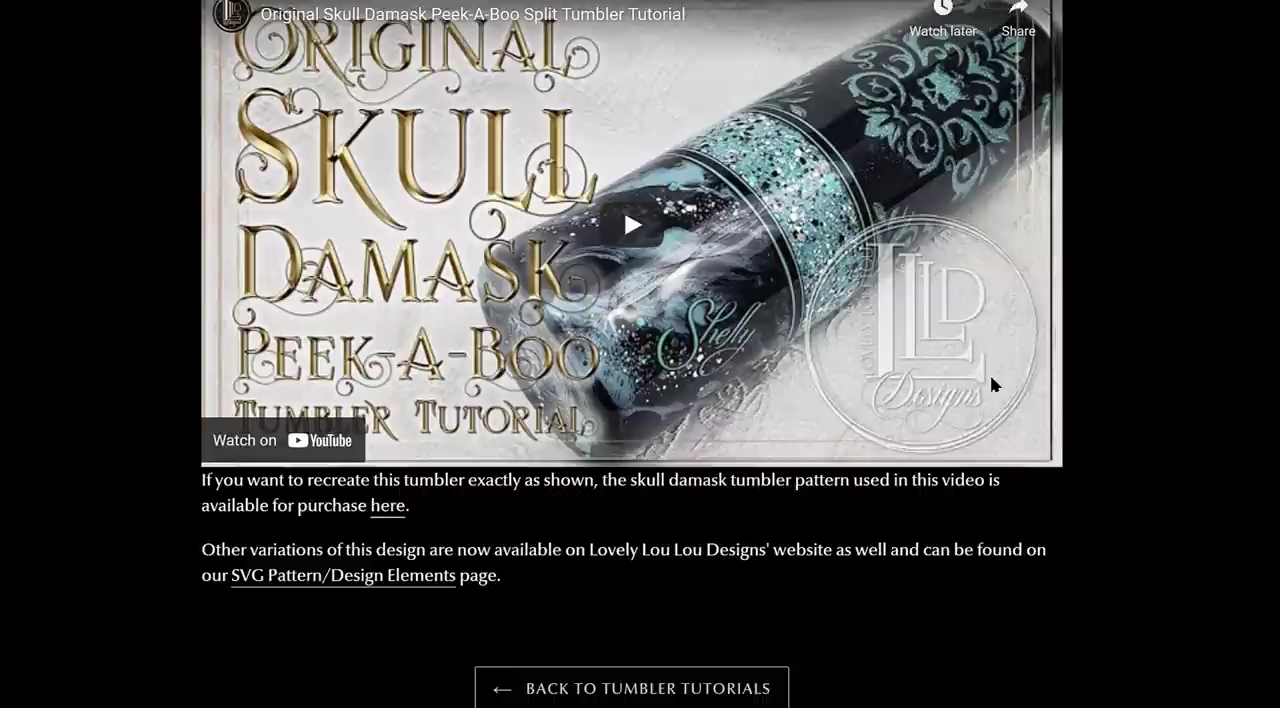 Original Skull Damask Peek-A-Boo Split Tumbler Tutorial
Watch later
Share
ORIGINAL
SKULL
DAMASK
PEEK-A-BOO
TUMBLER TUTORIAL
Shelly
LLLD
Designs
Watch on YouTube
If you want to recreate this tumbler exactly as shown, the skull damask tumbler pattern used in this video is
available for purchase here.
Other variations of this design are now available on Lovely Lou Lou Designs' website as well and can be found on
our SVG Pattern/Design Elements page.
← BACK TO TUMBLER TUTORIALS